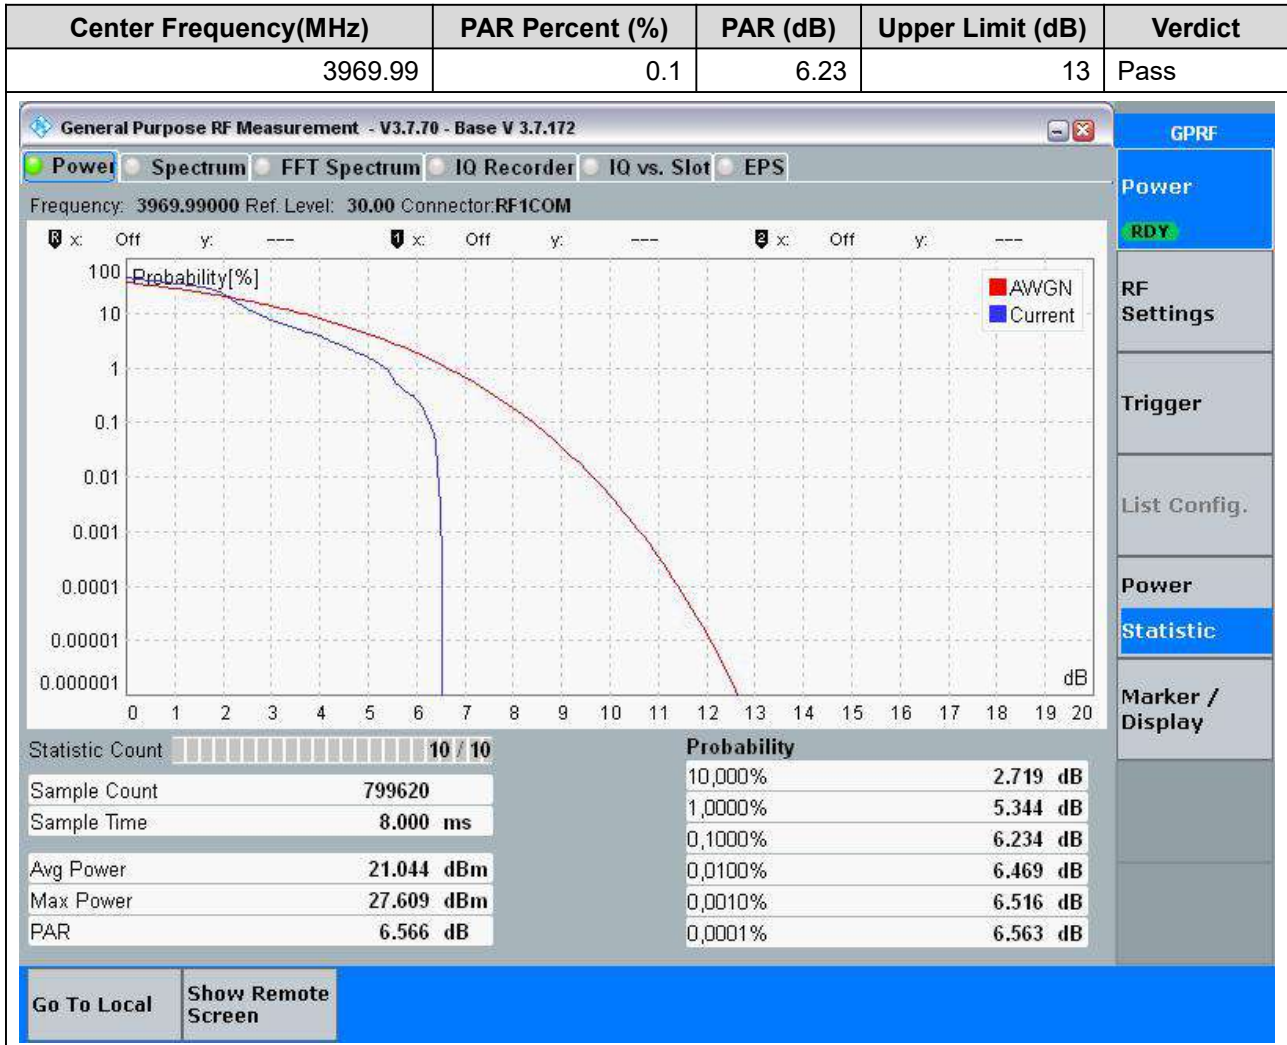 Center Frequency(MHz) PAR Percent (%) PAR (dB) Upper Limit (dB) Verdict
3969.99 0.1 6.23 13 Pass
General Purpose RF Measurement - V3.7.70 - Base V 3.7.172
GPRF
Power Spectrum FFT Spectrum IQ Recorder IQ vs. Slot EPS
Power
RDY
Frequency: 3969.99000 Ref. Level: 30.00 Connector:RF1COM
R x: Off y: --- 1 x: Off y: --- 2 x: Off y: ---
Probability[%]
AWGN
Current
100
10
1
0.1
0.01
0.001
0.0001
0.00001
0.000001
dB
0 1 2 3 4 5 6 7 8 9 10 11 12 13 14 15 16 17 18 19 20
RF
Settings
Trigger
List Config.
Power
Statistic
Marker /
Display
Statistic Count 10 / 10
Sample Count 799620
Sample Time 8.000 ms
Avg Power 21.044 dBm
Max Power 27.609 dBm
PAR 6.566 dB
Probability
10,000% 2.719 dB
1,0000% 5.344 dB
0,1000% 6.234 dB
0,0100% 6.469 dB
0,0010% 6.516 dB
0,0001% 6.563 dB
Go To Local
Show Remote
Screen